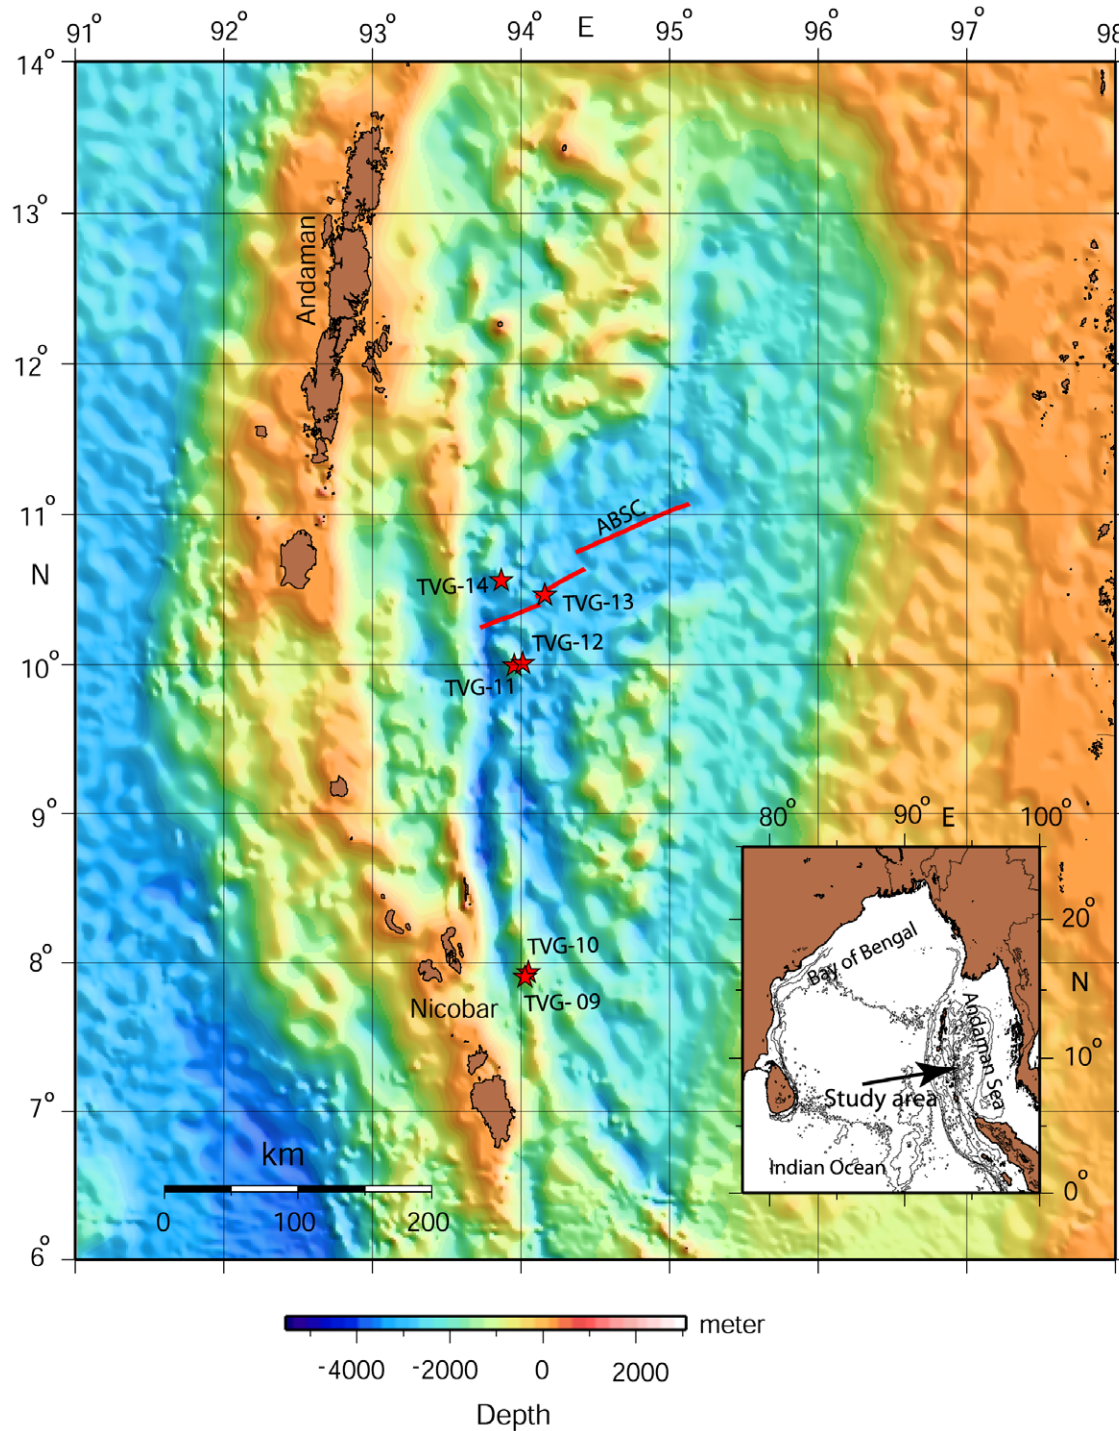 91° 92° 93° 94° E 95° 96° 97° 98
14°
13°
Andaman
12°
11°
ABSC
N
TVG-14
TVG-13
TVG-12
10°
TVG-11
9°
80° 90° E 100°
20°
Bay of Bengal
TVG-10
8°
N
TVG- 09
Nicobar
Andaman Sea
10°
Study area
7°
km
Indian Ocean
0°
0 100 200
6°
meter
-4000 -2000 0 2000
Depth